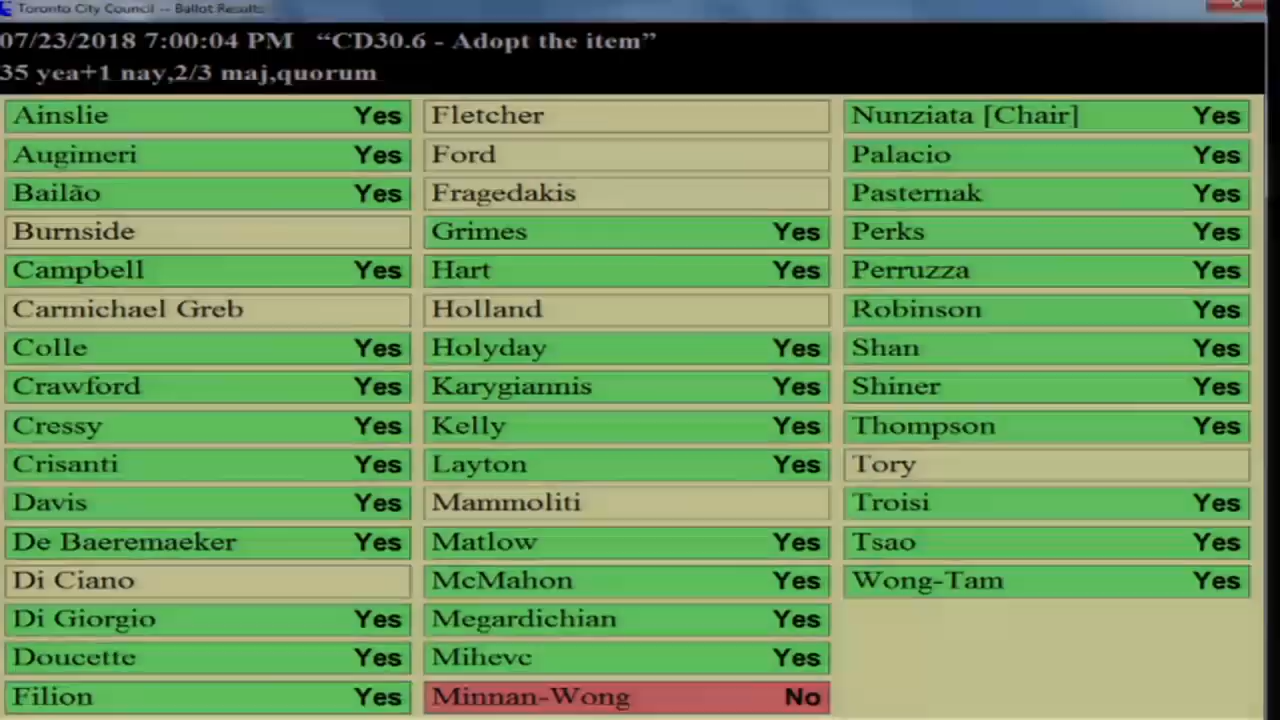 Toronto City Council -- Ballot Results
07/23/2018 7:00:04 PM “CD30.6 - Adopt the item”
35 yea+1 nay,2/3 maj,quorum
Ainslie Yes
Augimeri Yes
Bailão Yes
Burnside
Campbell Yes
Carmichael Greb
Colle Yes
Crawford Yes
Cressy Yes
Crisanti Yes
Davis Yes
De Baeremaeker Yes
Di Ciano
Di Giorgio Yes
Doucette Yes
Filion Yes
Fletcher
Ford
Fragedakis
Grimes Yes
Hart Yes
Holland
Holyday Yes
Karygiannis Yes
Kelly Yes
Layton Yes
Mammoliti
Matlow Yes
McMahon Yes
Megardichian Yes
Mihevc Yes
Minnan-Wong No
Nunziata [Chair] Yes
Palacio Yes
Pasternak Yes
Perks Yes
Perruzza Yes
Robinson Yes
Shan Yes
Shiner Yes
Thompson Yes
Tory
Troisi Yes
Tsao Yes
Wong-Tam Yes